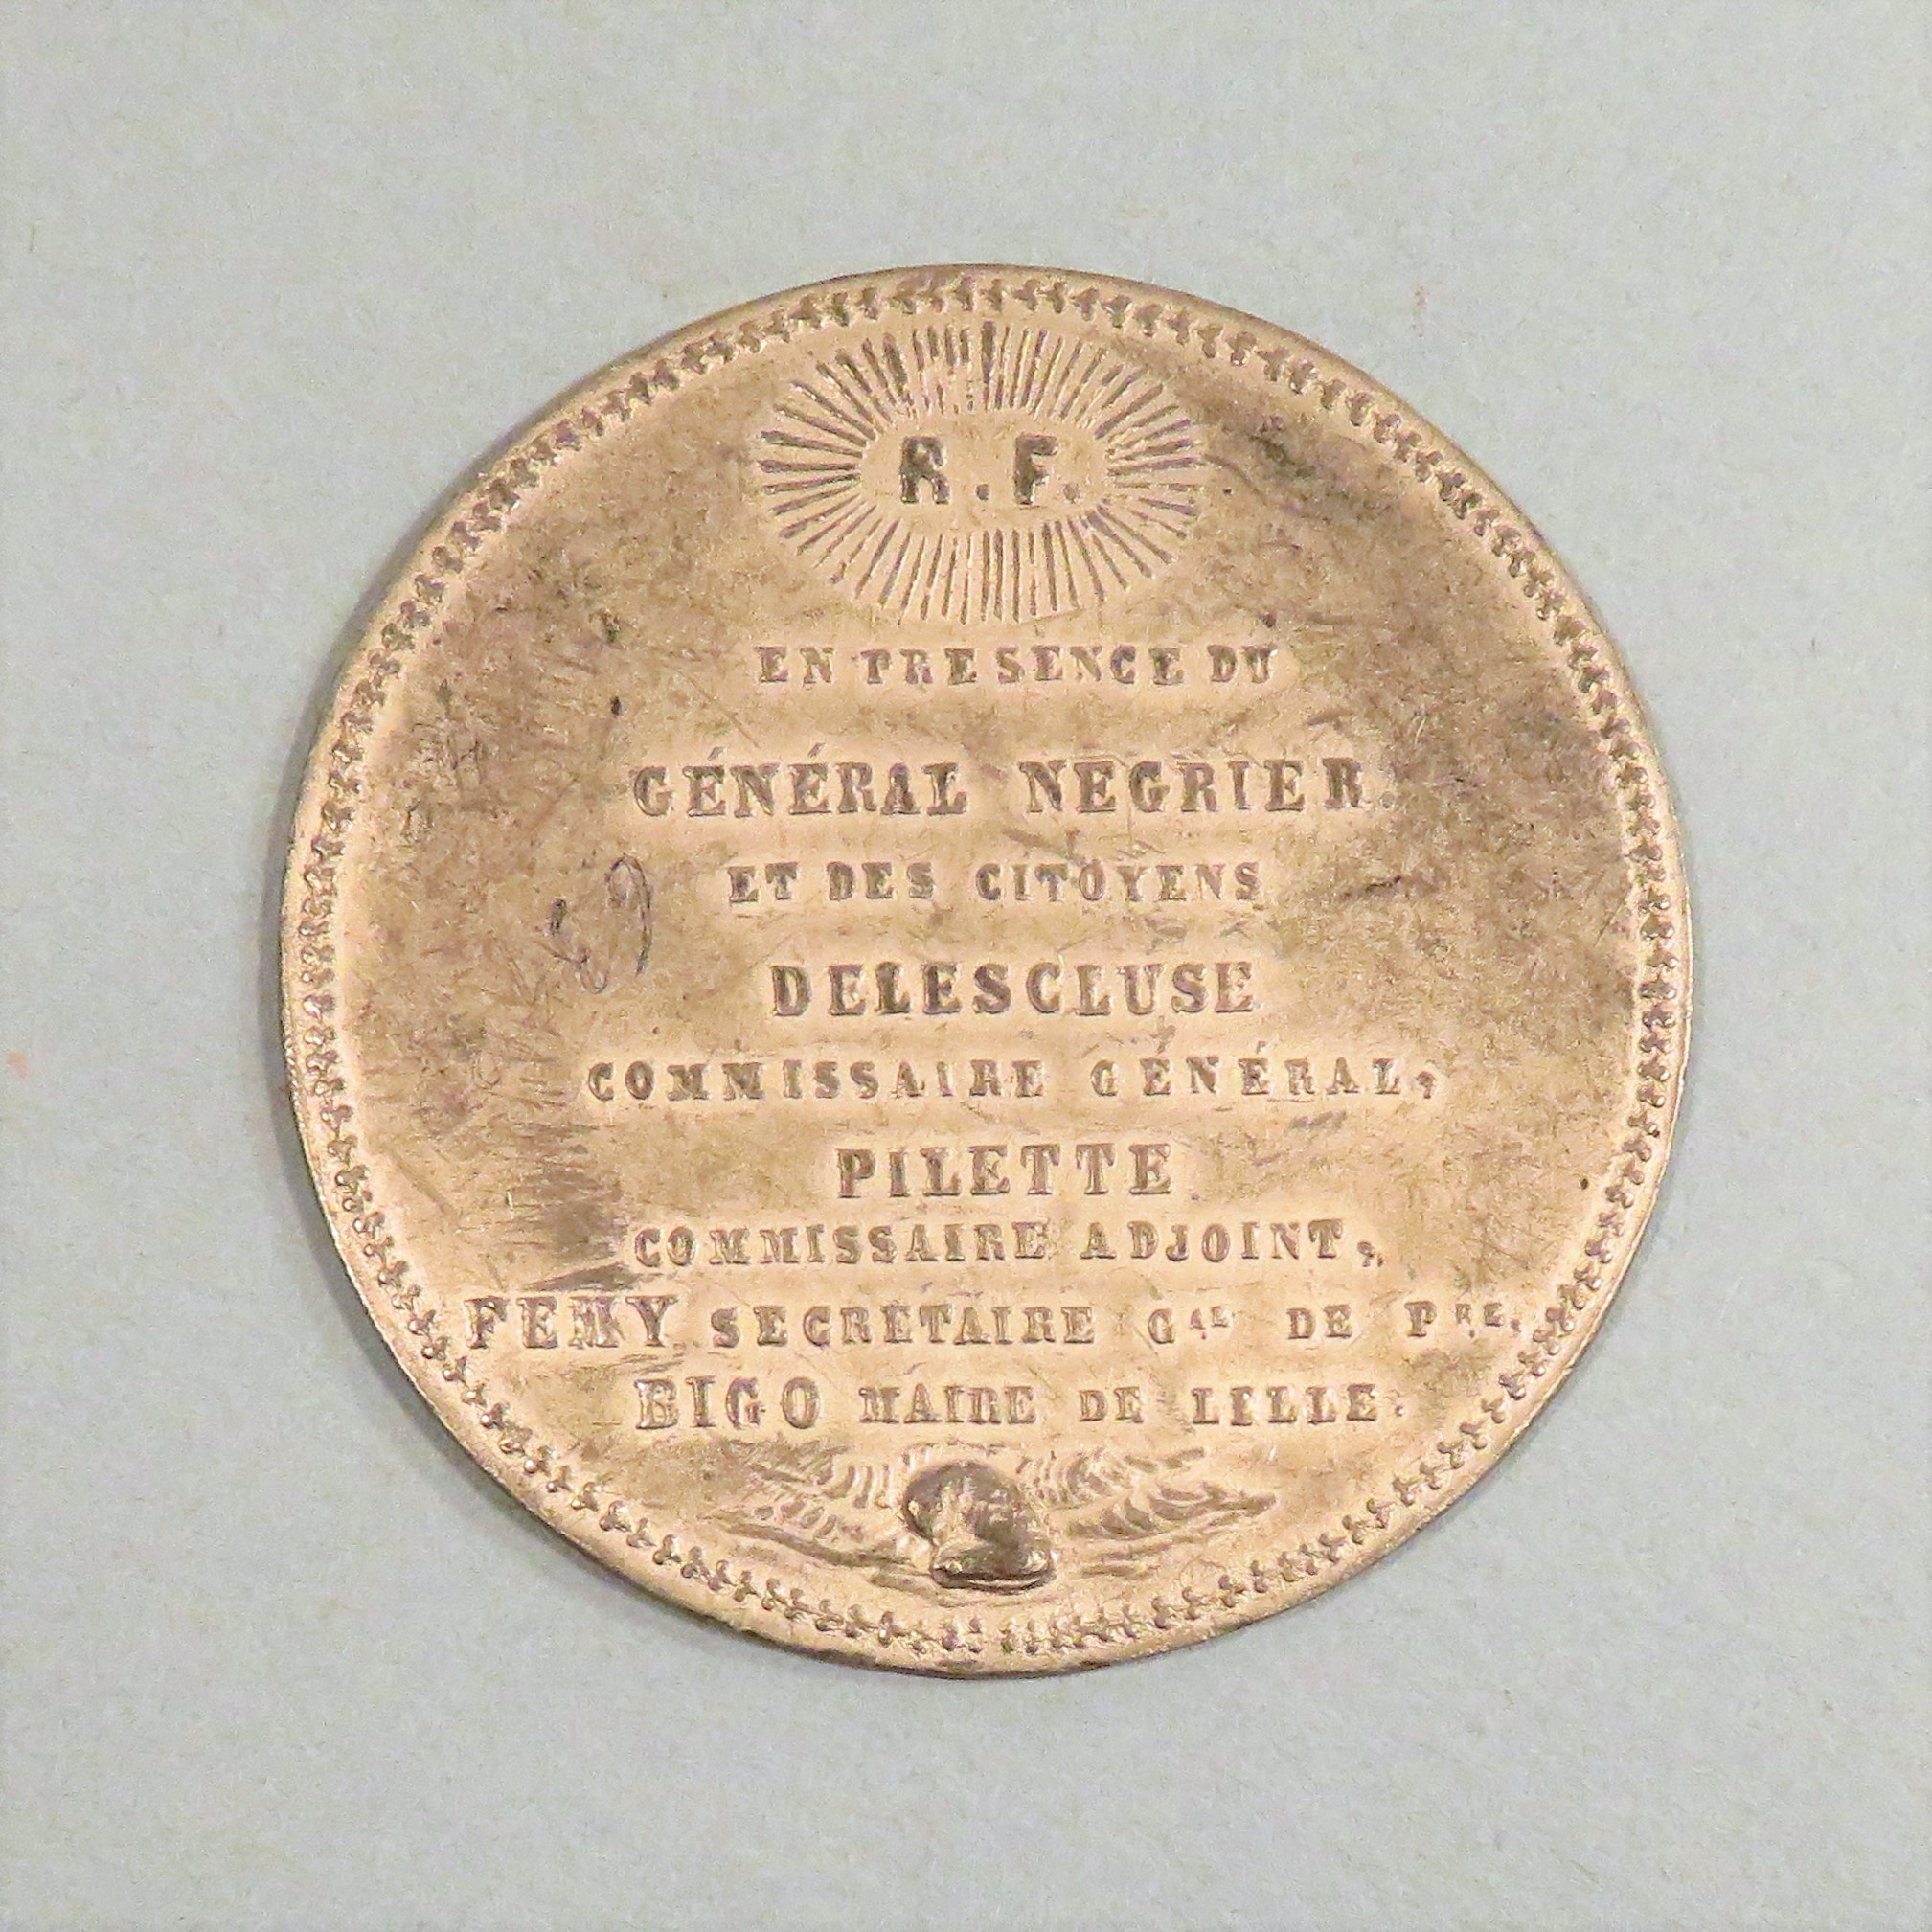 R.F.
EN PRESENCE DU
GÉNÉRAL NEGRIER.
ET DES CITOYENS
DELESCLUSE
COMMISSAIRE GÉNÉRAL,
PILETTE
COMMISSAIRE ADJOINT,
FEMY SECRÉTAIRE GAL DE PRE.
BIGO MAIRE DE LILLE.